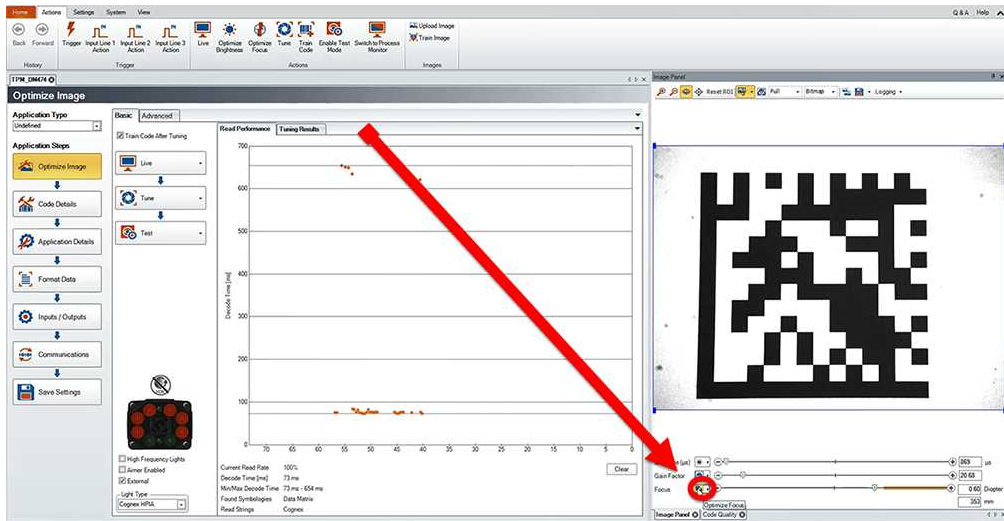 Home Actions Settings System View Q & A Help
Back Forward Trigger Input Line 1 Action Input Line 2 Action Input Line 3 Action Live Optimize Brightness Optimize Focus Tune Train Code Enable Test Mode Switch to Process Monitor Upload Image
Train Image
History Trigger Actions Images
TPM_DM474
Image Panel
Optimize Image
Reset ROI Full Bitmap Logging
Application Type
Undefined
Basic Advanced
Train Code After Tuning
Read Performance Tuning Results
Application Steps
Optimize Image
Code Details
Application Details
Format Data
Inputs / Outputs
Communications
Save Settings
Live
Tune
Test
High Frequency Lights
Aimer Enabled
External
Light Type
Cognex HPIA
Decode Time [ms]
700
600
500
400
300
200
100
0
70 65 60 55 50 45 40 35 30 25 20 15 10 5 0
Current Read Rate 100%
Decode Time [ms] 73 ms
Min/Max Decode Time 73 ms - 654 ms
Found Symbologies Data Matrix
Read Strings Cognex
Clear
[µs] 869 µs
Gain Factor 20.68
Focus 0.60 Diopter
353 mm
Optimize Focus
Image Panel Code Quality